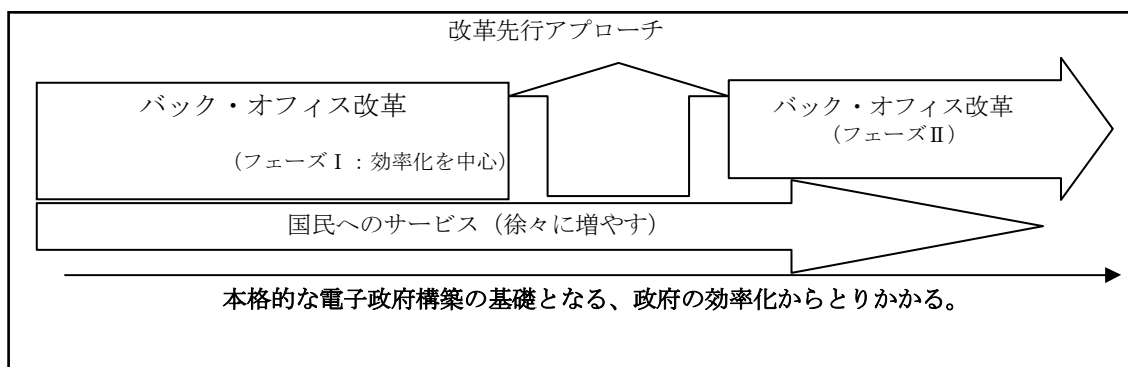 改革先行アプローチ
バック・オフィス改革
（フェーズⅠ：効率化を中心）
バック・オフィス改革
（フェーズⅡ）
国民へのサービス（徐々に増やす）
本格的な電子政府構築の基礎となる、政府の効率化からとりかかる。